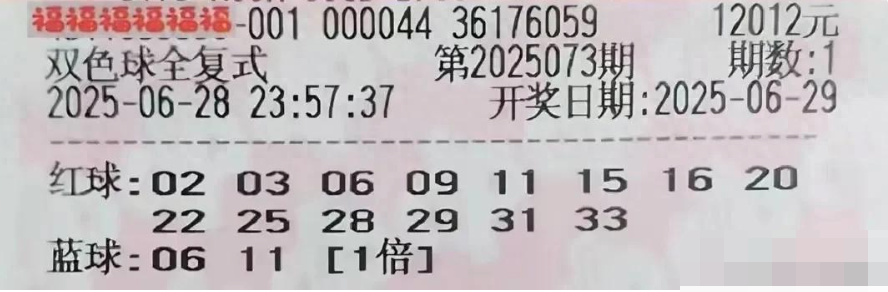 福福福福福福福-001 000044 36176059 12012元
双色球全复式 第2025073期 期数:1
2025-06-28 23:57:37 开奖日期:2025-06-29
红球:02 03 06 09 11 15 16 20
22 25 28 29 31 33
蓝球:06 11 [1倍]